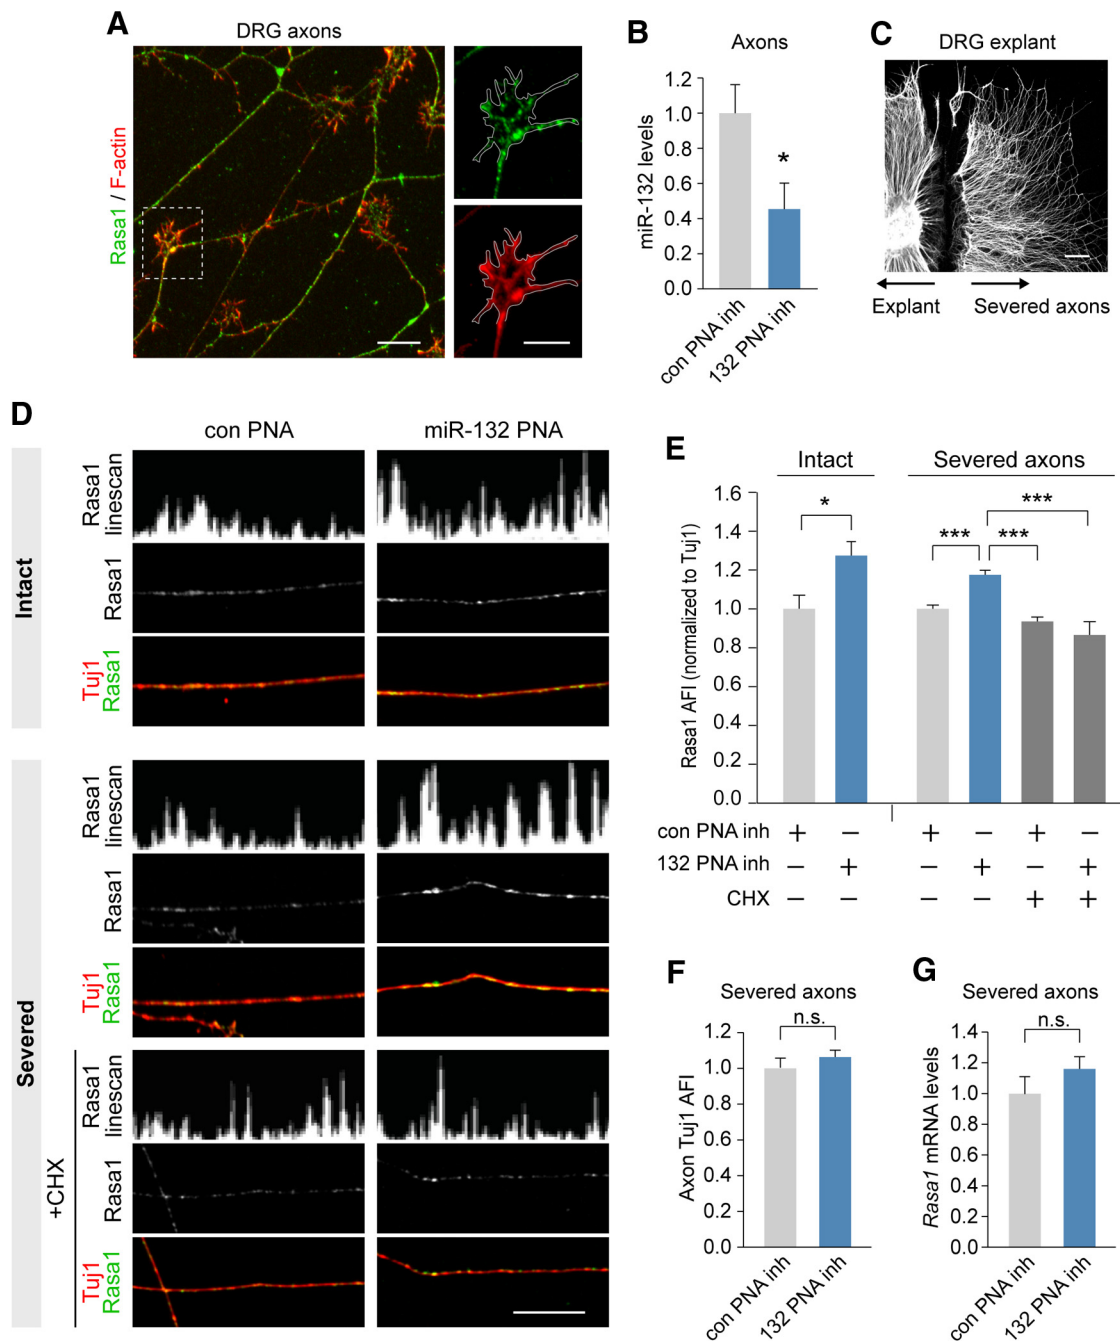 A
DRG axons
Rasa1 / F-actin
B
Axons
miR-132 levels
1.2
1.0
0.8
0.6
0.4
0.2
0.0
*
con PNA inh
132 PNA inh
C
DRG explant
Explant
Severed axons
D
con PNA
miR-132 PNA
Intact
Rasa1
linescan
Rasa1
Tuj1
Rasa1
Severed
Rasa1
linescan
Rasa1
Tuj1
Rasa1
+CHX
Rasa1
linescan
Rasa1
Tuj1
Rasa1
E
Intact
Severed axons
Rasa1 AFI (normalized to Tuj1)
1.6
1.4
1.2
1.0
0.8
0.6
0.4
0.2
0.0
*
***
***
***
con PNA inh + − + − + −
132 PNA inh − + − + − +
CHX − − − − + +
F
Severed axons
Axon Tuj1 AFI
1.2
1.0
0.8
0.6
0.4
0.2
0.0
n.s.
con PNA inh
132 PNA inh
G
Severed axons
Rasa1 mRNA levels
1.4
1.2
1.0
0.8
0.6
0.4
0.2
0.0
n.s.
con PNA inh
132 PNA inh